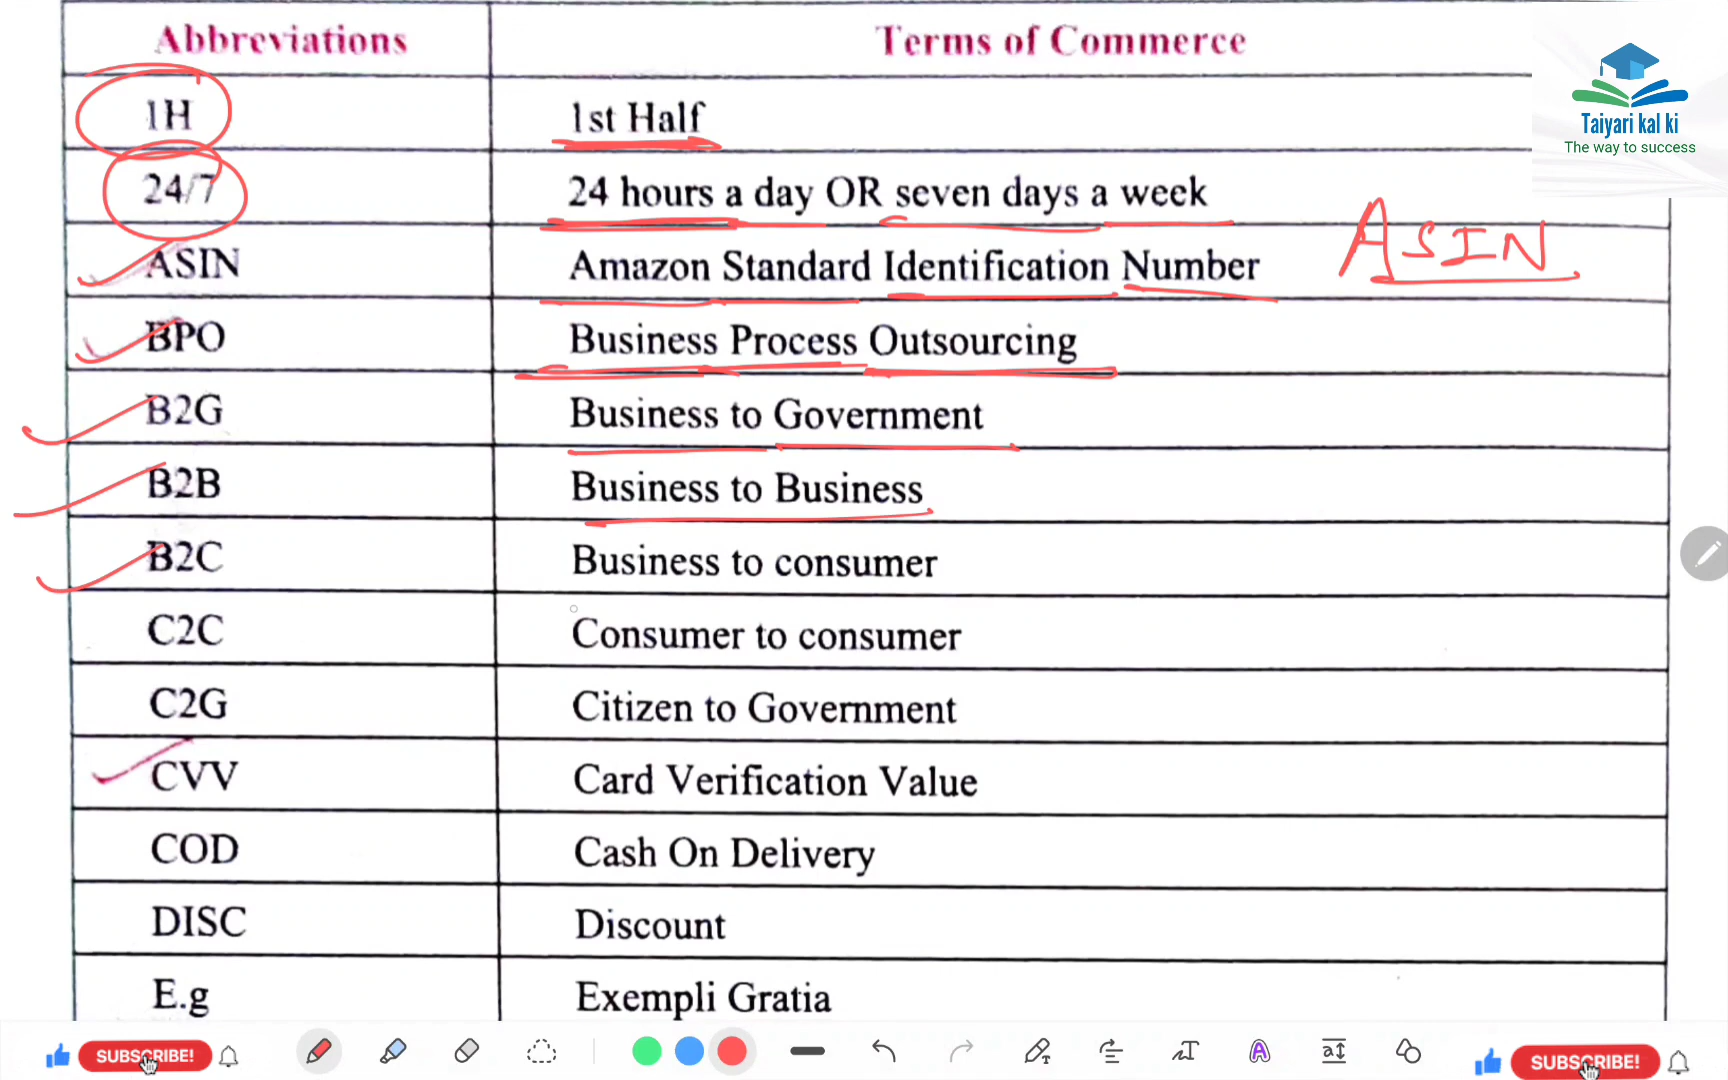 Abbreviations Terms of Commerce
1H 1st Half
24/7 24 hours a day OR seven days a week
ASIN Amazon Standard Identification Number ASIN
BPO Business Process Outsourcing
B2G Business to Government
B2B Business to Business
B2C Business to consumer
C2C Consumer to consumer
C2G Citizen to Government
CVV Card Verification Value
COD Cash On Delivery
DISC Discount
E.g Exempli Gratia
Taiyari kal ki
The way to success
SUBSCRIBE! SUBSCRIBE!